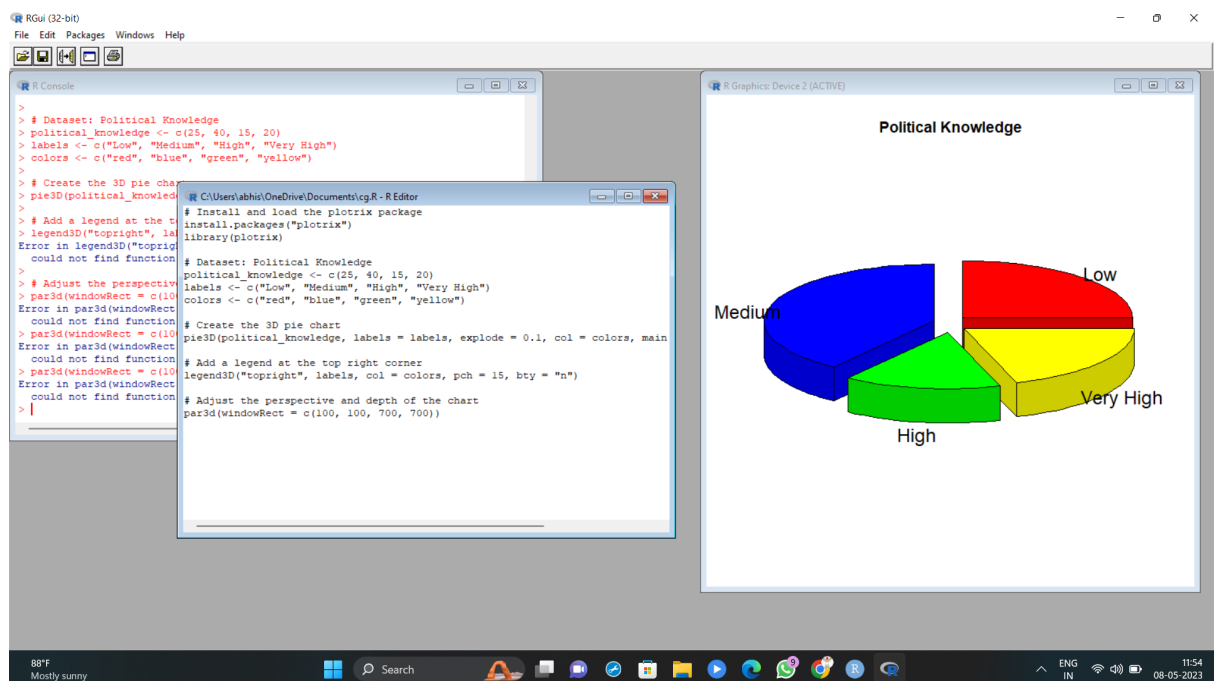 RGui (32-bit)
File Edit Packages Windows Help
R Console
>
> # Dataset: Political Knowledge
> political_knowledge <- c(25, 40, 15, 20)
> labels <- c("Low", "Medium", "High", "Very High")
> colors <- c("red", "blue", "green", "yellow")
>
> # Create the 3D pie char
> pie3D(political_knowled
>
> # Add a legend at the t
> legend3D("topright", la
Error in legend3D("toprig
could not find function
>
> # Adjust the perspective
> par3d(windowRect = c(10
Error in par3d(windowRect
could not find function
> par3d(windowRect = c(10
Error in par3d(windowRect
could not find function
> par3d(windowRect = c(10
Error in par3d(windowRect
could not find function
>
C:\Users\abhis\OneDrive\Documents\cg.R - R Editor
# Install and load the plotrix package
install.packages("plotrix")
library(plotrix)
# Dataset: Political Knowledge
political_knowledge <- c(25, 40, 15, 20)
labels <- c("Low", "Medium", "High", "Very High")
colors <- c("red", "blue", "green", "yellow")
# Create the 3D pie chart
pie3D(political_knowledge, labels = labels, explode = 0.1, col = colors, main
# Add a legend at the top right corner
legend3D("topright", labels, col = colors, pch = 15, bty = "n")
# Adjust the perspective and depth of the chart
par3d(windowRect = c(100, 100, 700, 700))
R Graphics: Device 2 (ACTIVE)
Political Knowledge
Low
Medium
Very High
High
88°F
Mostly sunny
Search
9
ENG
IN
11:54
08-05-2023